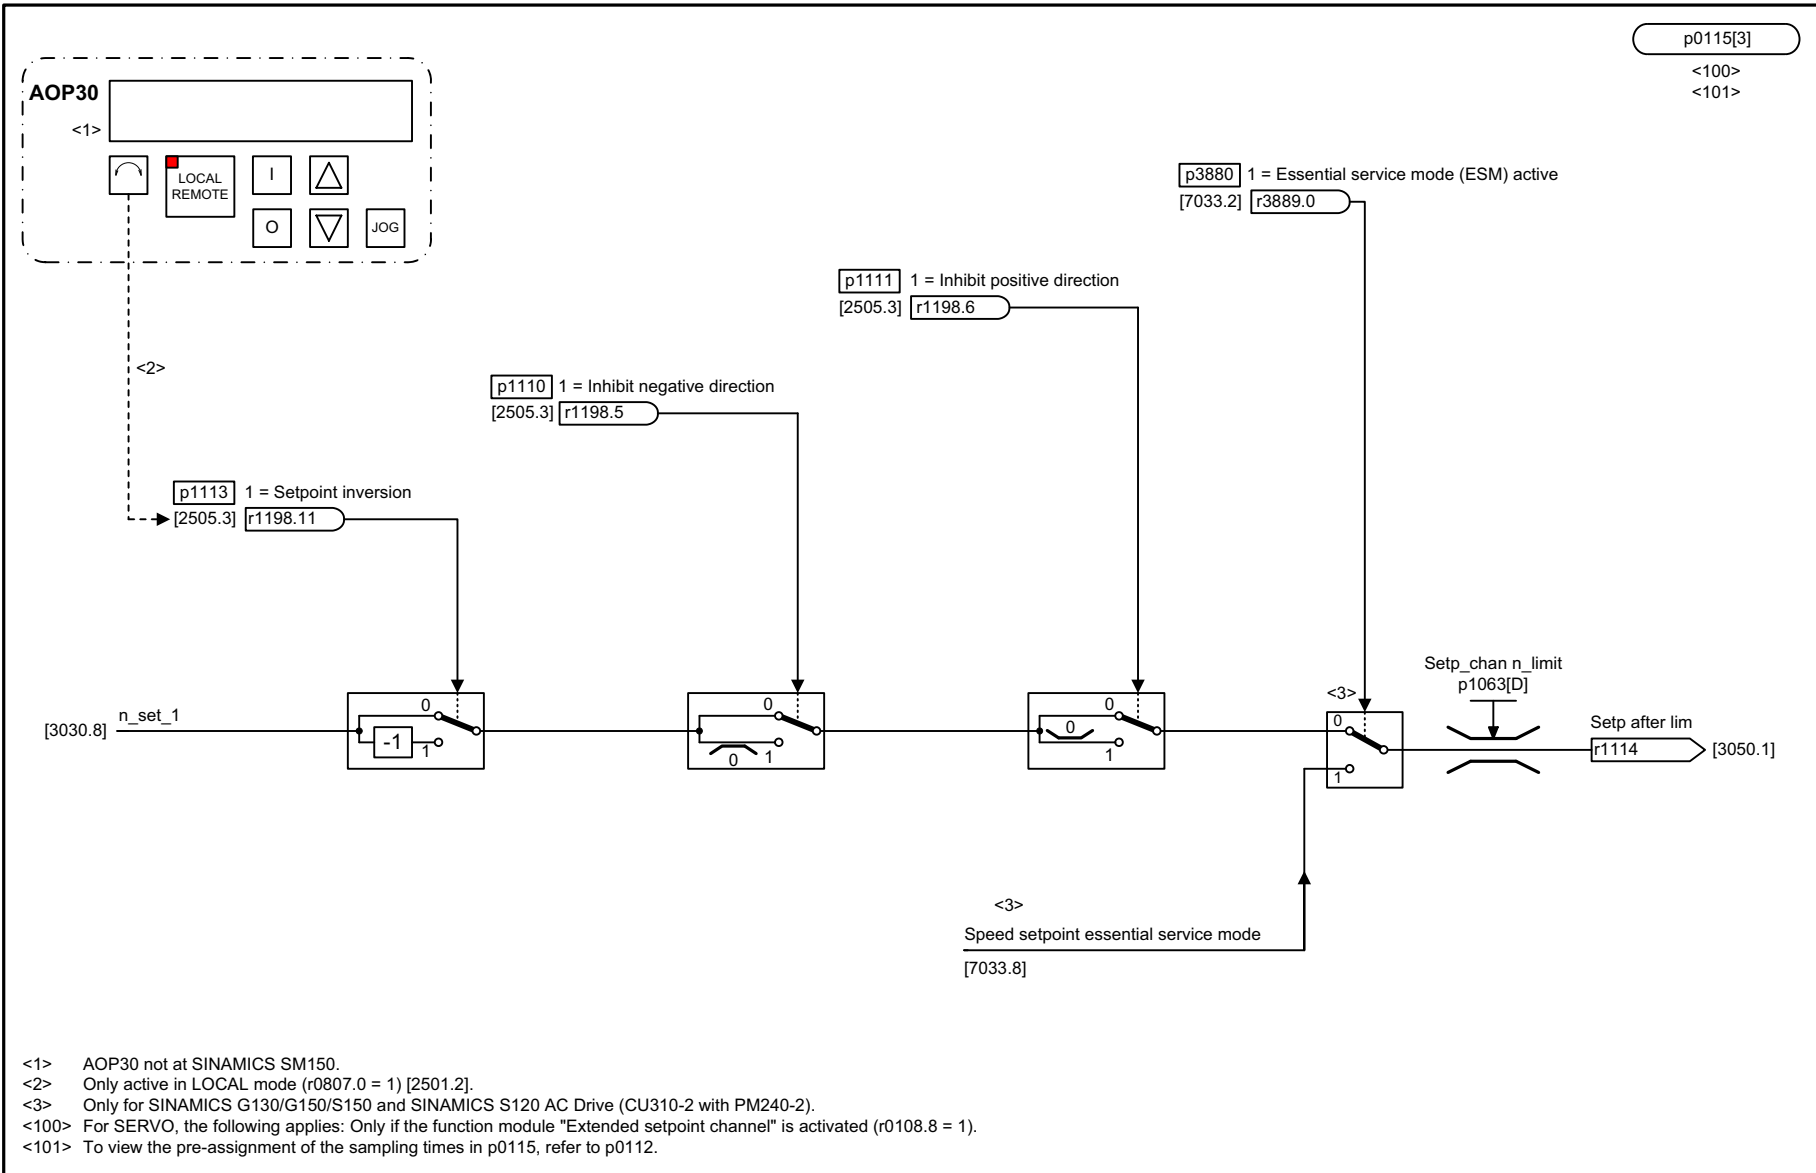 p0115[3]
<100>
<101>
AOP30
<1>
LOCAL
REMOTE
I
O
JOG
p3880 1 = Essential service mode (ESM) active
[7033.2] r3889.0
p1111 1 = Inhibit positive direction
[2505.3] r1198.6
<2>
p1110 1 = Inhibit negative direction
[2505.3] r1198.5
p1113 1 = Setpoint inversion
[2505.3] r1198.11
Setp_chan n_limit
p1063[D]
<3>
[3030.8] n_set_1
0
-1
1
0
0
1
0
0
1
0
1
Setp after lim
r1114 [3050.1]
<3>
Speed setpoint essential service mode
[7033.8]
<1> AOP30 not at SINAMICS SM150.
<2> Only active in LOCAL mode (r0807.0 = 1) [2501.2].
<3> Only for SINAMICS G130/G150/S150 and SINAMICS S120 AC Drive (CU310-2 with PM240-2).
<100> For SERVO, the following applies: Only if the function module "Extended setpoint channel" is activated (r0108.8 = 1).
<101> To view the pre-assignment of the sampling times in p0115, refer to p0112.